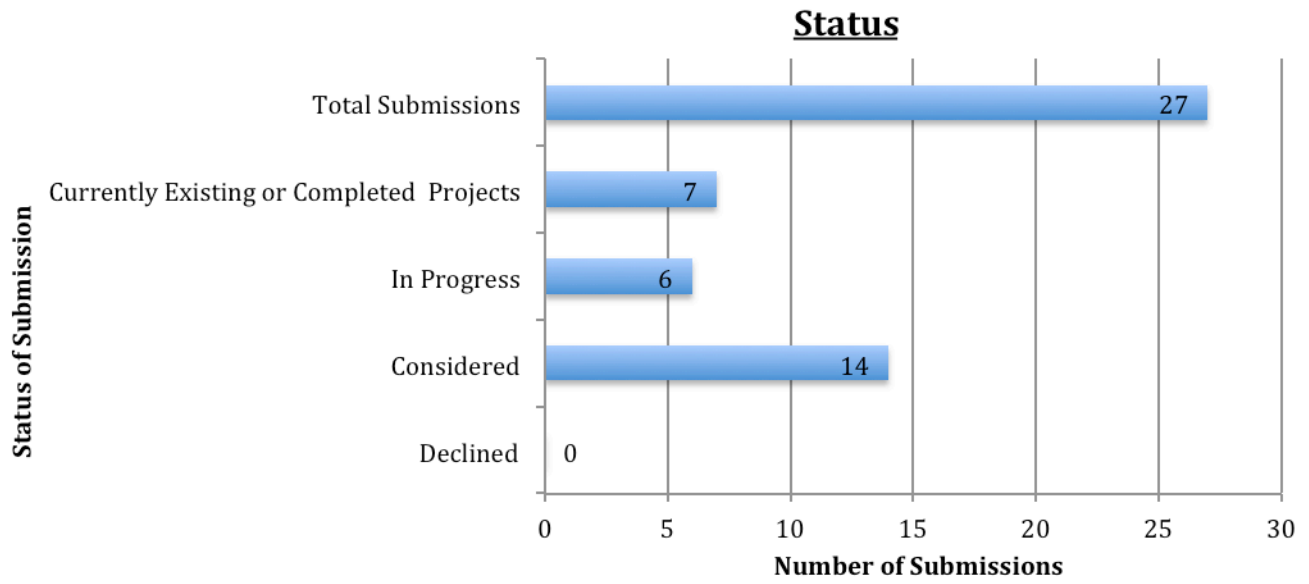 Status
Total Submissions
27
Currently Existing or Completed Projects
7
In Progress
6
Considered
14
Declined
0
Status of Submission
0 5 10 15 20 25 30
Number of Submissions